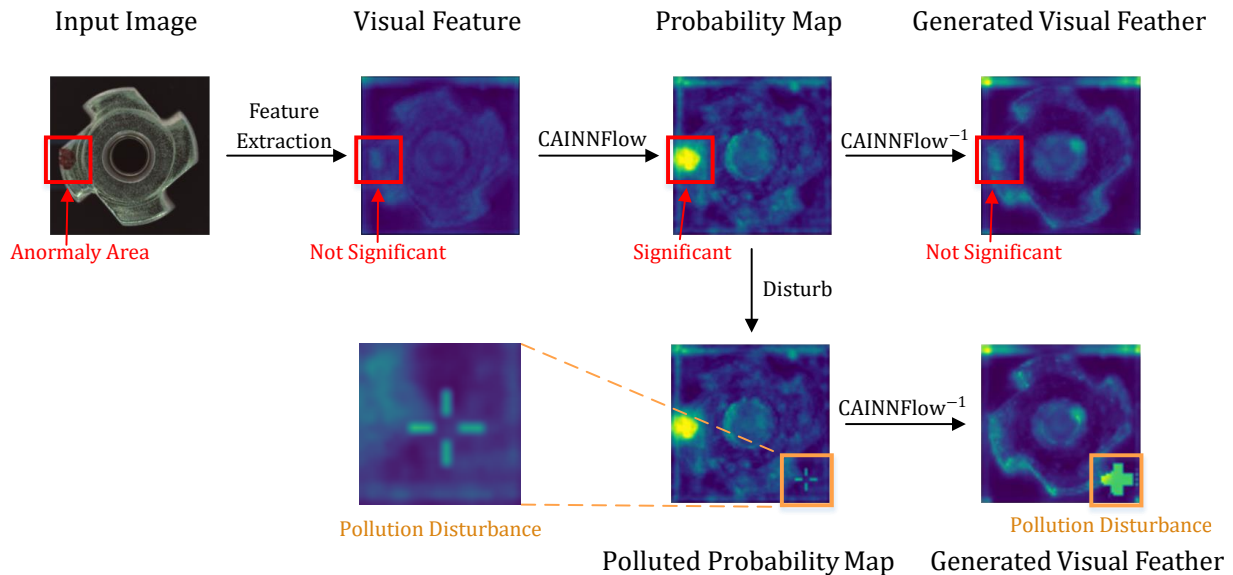 Input Image
Visual Feature
Probability Map
Generated Visual Feather
Feature
Extraction
CAINNFlow
CAINNFlow⁻¹
Anormaly Area
Not Significant
Significant
Not Significant
Disturb
CAINNFlow⁻¹
Pollution Disturbance
Pollution Disturbance
Polluted Probability Map
Generated Visual Feather